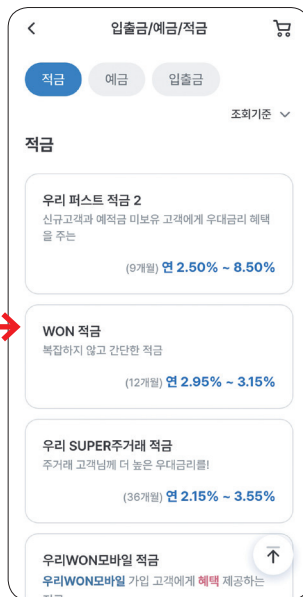 입출금/예금/적금
적금 예금 입출금
조회기준
적금
우리 퍼스트 적금 2
신규고객과 예적금 미보유 고객에게 우대금리 혜택
을 주는
(9개월) 연 2.50% ~ 8.50%
WON 적금
복잡하지 않고 간단한 적금
(12개월) 연 2.95% ~ 3.15%
우리 SUPER주거래 적금
주거래 고객님께 더 높은 우대금리를!
(36개월) 연 2.15% ~ 3.55%
우리WON모바일 적금
우리WON모바일 가입 고객에게 혜택 제공하는